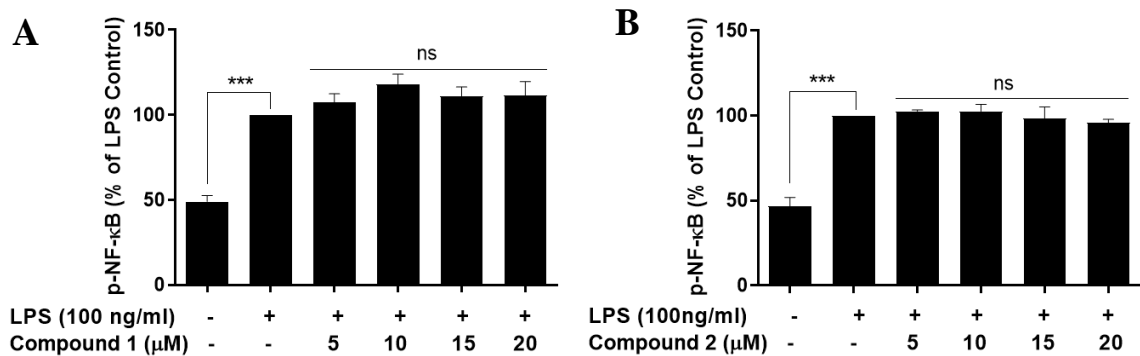 A
p-NF-κB (% of LPS Control)
150
100
50
0
***
ns
LPS (100 ng/ml) - + + + + +
Compound 1 (μM) - - 5 10 15 20
B
p-NF-κB (% of LPS Control)
150
100
50
0
***
ns
LPS (100ng/ml) - + + + + +
Compound 2 (μM) - - 5 10 15 20